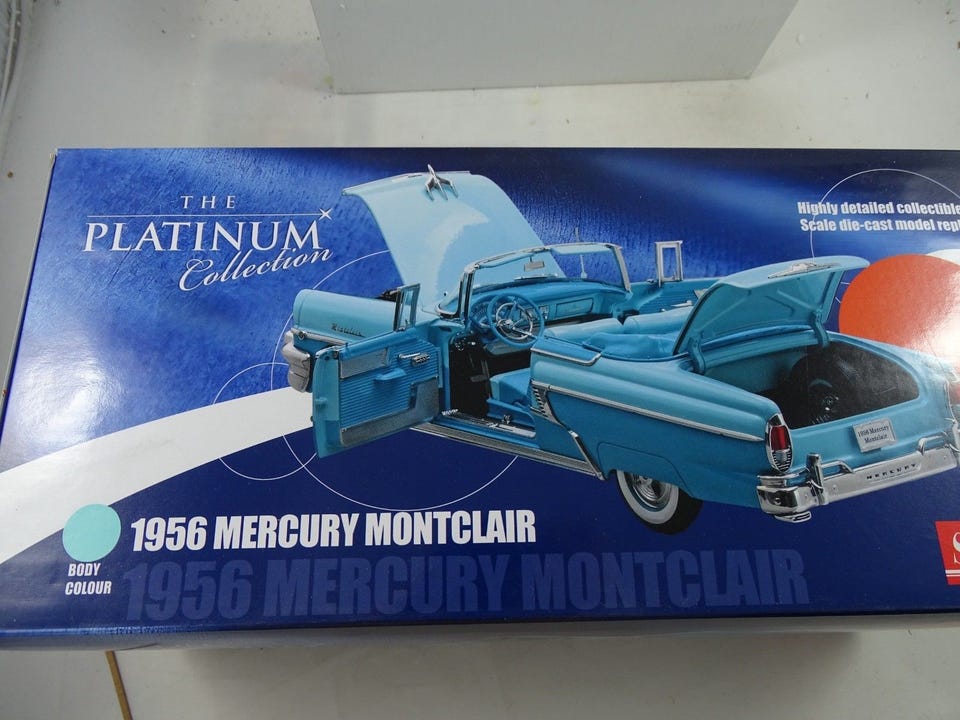 THE
PLATINUM
Collection
Highly detailed collectible
Scale die-cast model repl
1956 Mercury
Montclair
MERCURY
1956 MERCURY MONTCLAIR
BODY
COLOUR
1956 MERCURY MONTCLAIR
S